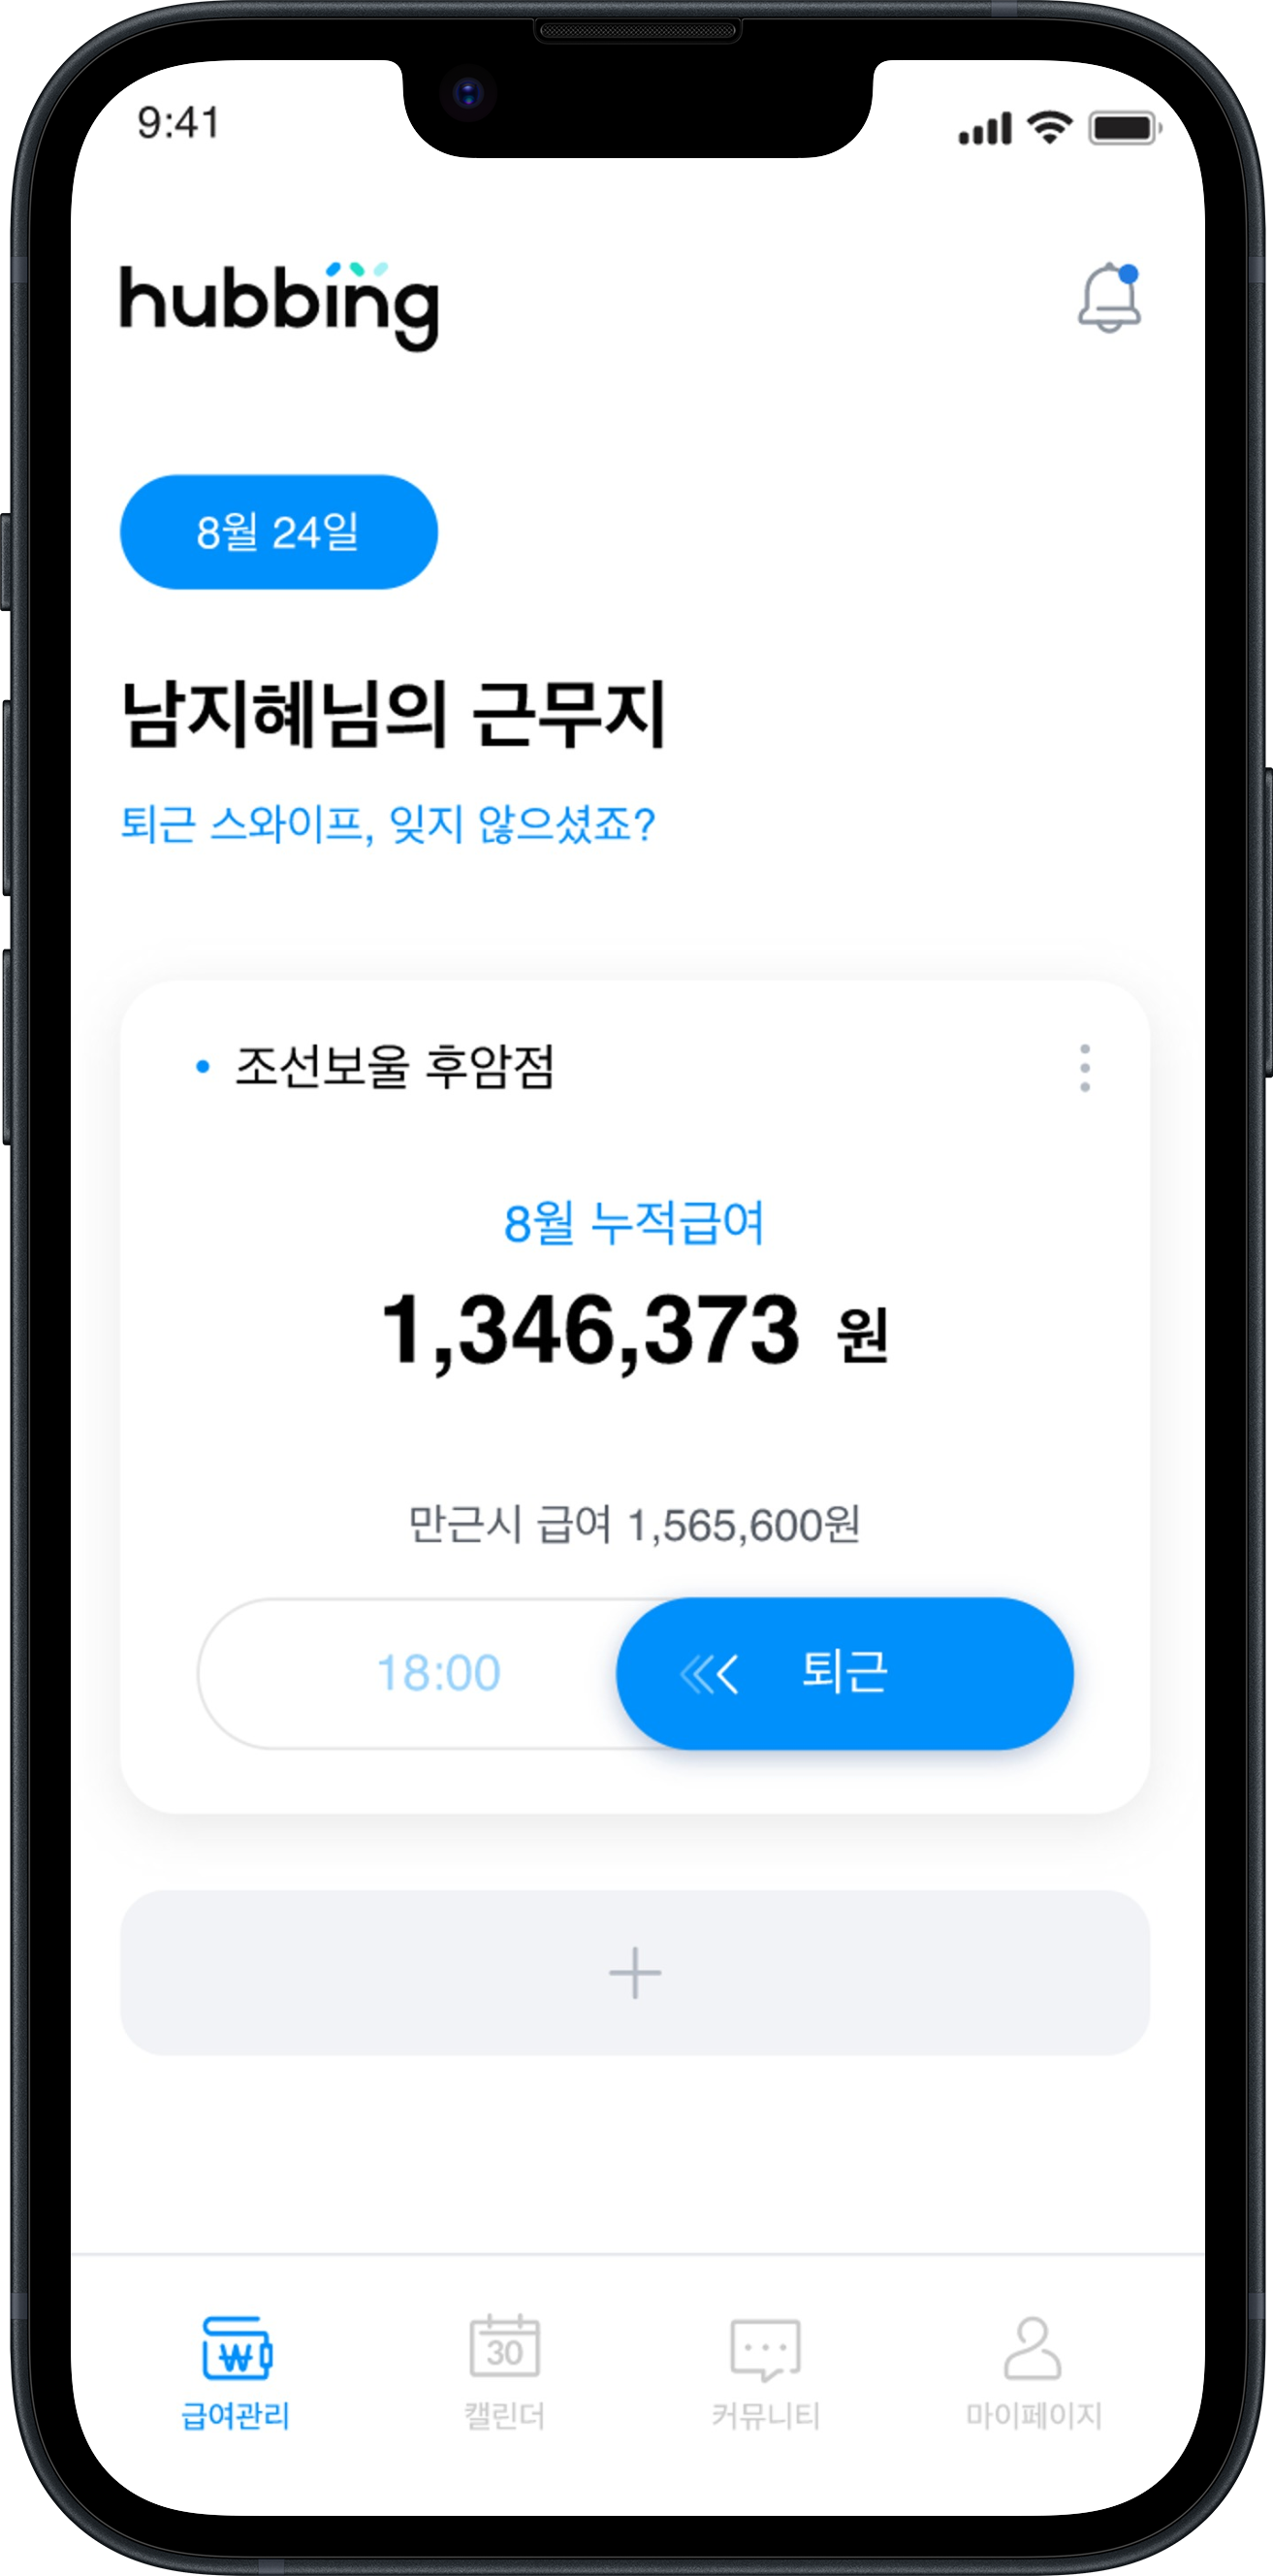 9:41
hubbing
8월 24일
남지혜님의 근무지
퇴근 스와이프, 잊지 않으셨죠?
조선보울 후암점
8월 누적급여
1,346,373 원
만근시 급여 1,565,600원
18:00
퇴근
30
급여관리
캘린더
커뮤니티
마이페이지